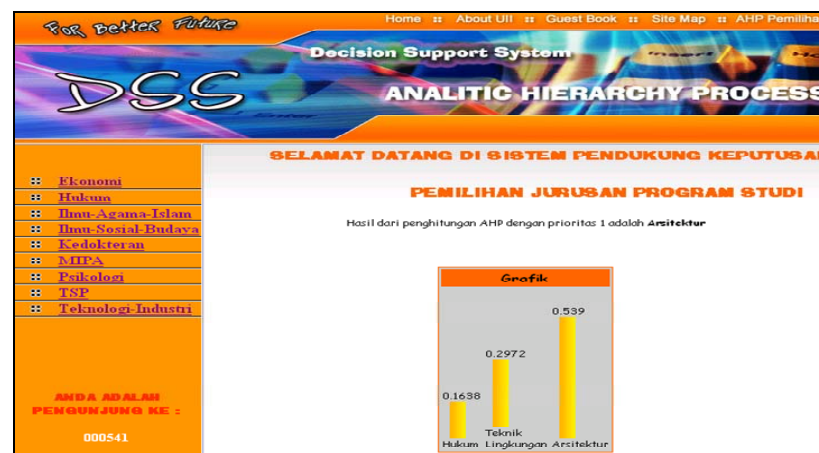 FOR BetteR FUtURe
Home :: About UII :: Guest Book :: Site Map :: AHP Pemiliha
Decision Support System
DSS
ANALITIC HIERARCHY PROCESS
SELAMAT DATANG DI SISTEM PENDUKUNG KEPUTUSA
PEMILIHAN JURUSAN PROGRAM STUDI
:: Ekonomi
:: Hukum
:: Ilmu-Agama-Islam
:: Ilmu-Sosial-Budaya
:: Kedokteran
:: MIPA
:: Psikologi
:: TSP
:: Teknologi-Industri
ANDA ADALAH
PENGUNJUNG KE :
000541
Hasil dari penghitungan AHP dengan prioritas 1 adalah Arsitektur
Grafik
0.539
0.2972
0.1638
Teknik
Hukum Lingkungan Arsitektur